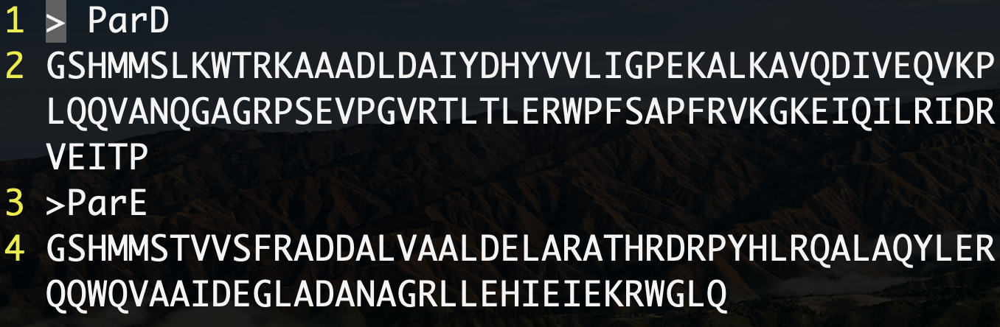 1 > ParD
2 GSHMMSLKWTRKAAADLDAIYDHYVVLIGPEKALKAVQDIVEQVKP
LQQVANQGAGRPSEVPGVRTLTLERWPFSAPFRVKGKEIQILRIDR
VEITP
3 >ParE
4 GSHMMSTVVSFRADDALVAALDELARATHRDRPYHLRQALAQYLER
QQWQVAAIDEGLADANAGRLLEHIEIEKRWGLQ